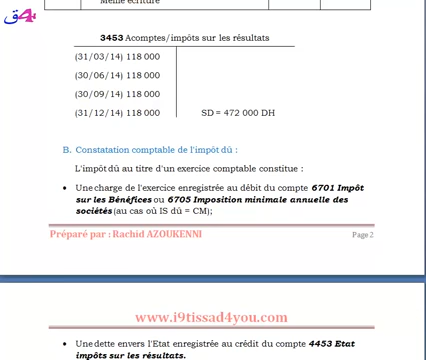 Même écriture
ق4
3453 Acomptes/impôts sur les résultats
(31/03/14) 118 000
(30/06/14) 118 000
(30/09/14) 118 000
(31/12/14) 118 000 SD = 472 000 DH
B. Constatation comptable de l'impôt dû :
L'impôt dû au titre d'un exercice comptable constitue :
• Une charge de l'exercice enregistrée au débit du compte 6701 Impôt
sur les Bénéfices ou 6705 Imposition minimale annuelle des
sociétés (au cas où IS dû = CM);
Préparé par : Rachid AZOUKENNI Page 2
www.i9tissad4you.com
• Une dette envers l'Etat enregistrée au crédit du compte 4453 Etat
impôts sur les résultats.